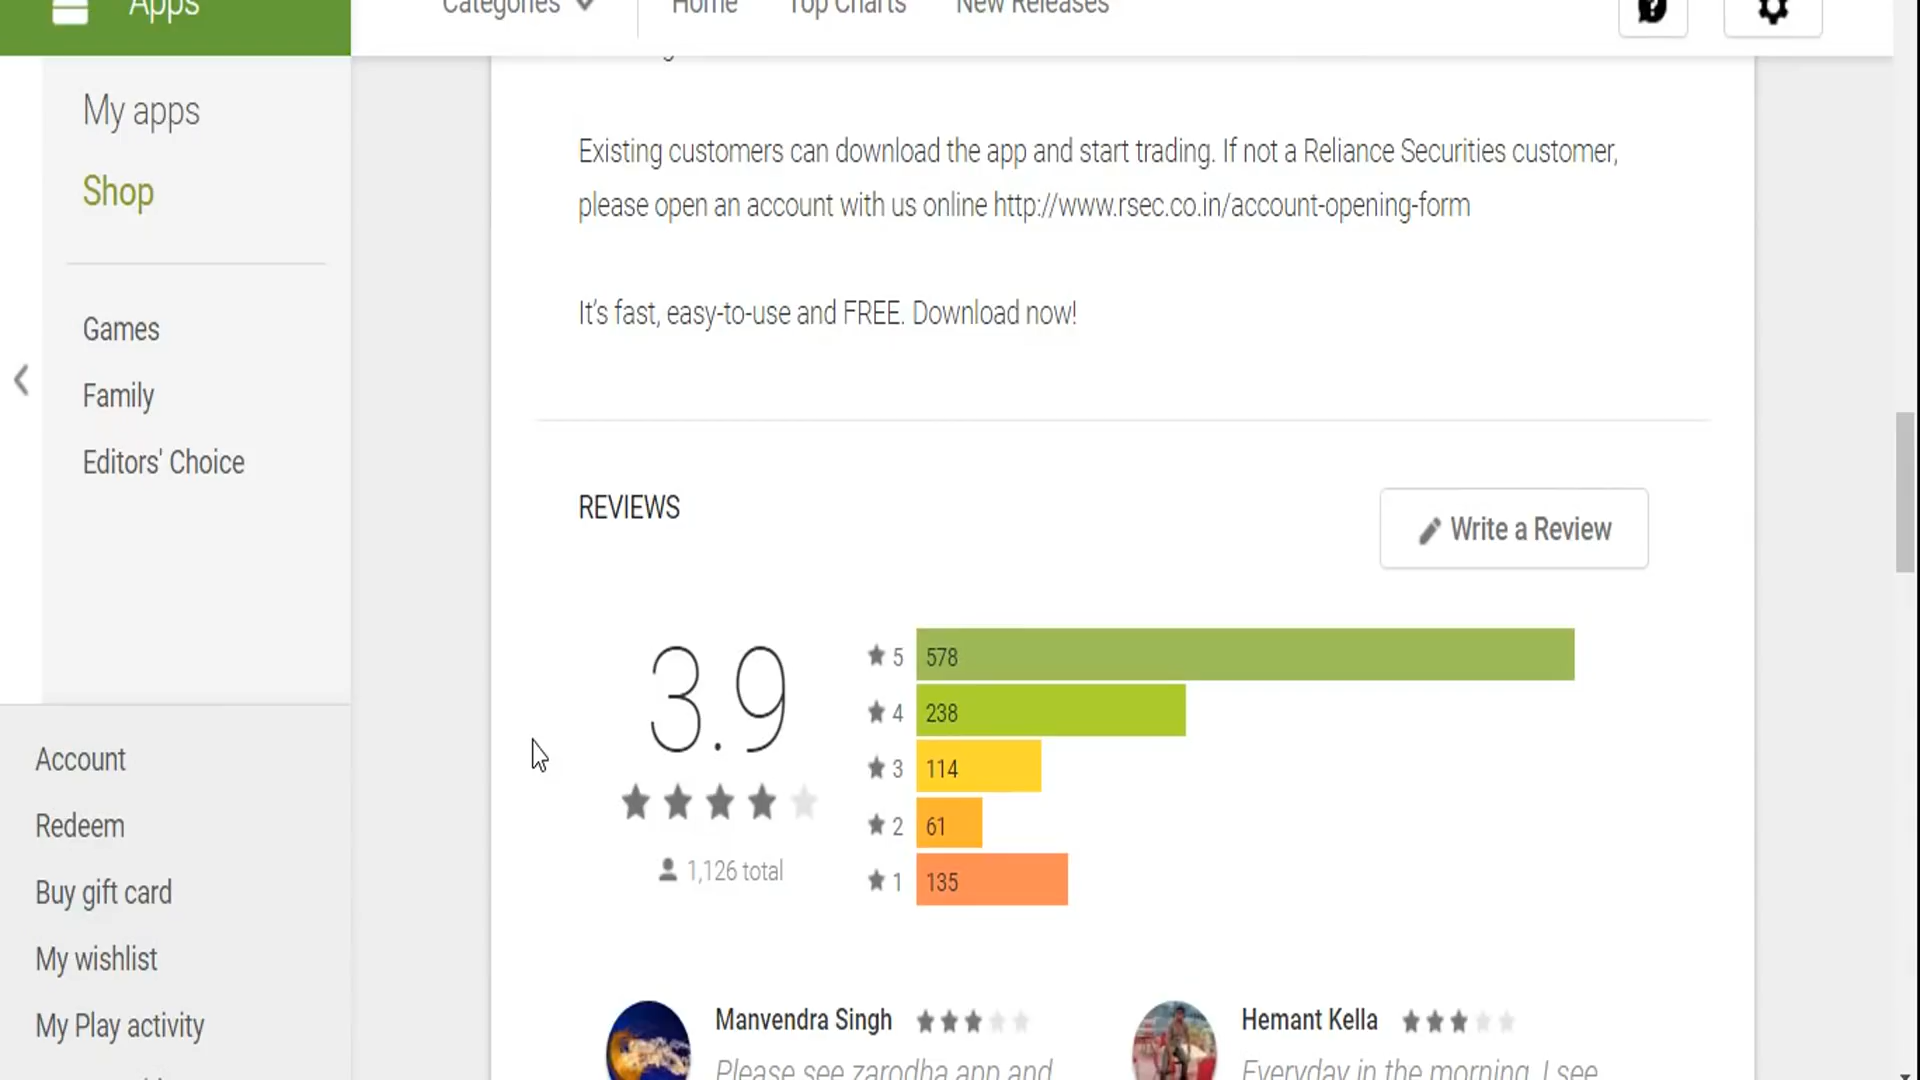 Apps
Categories
Home
Top Charts
New Releases
My apps
Shop
Games
Family
Editors' Choice
Account
Redeem
Buy gift card
My wishlist
My Play activity
Existing customers can download the app and start trading. If not a Reliance Securities customer,
please open an account with us online http://www.rsec.co.in/account-opening-form
It's fast, easy-to-use and FREE. Download now!
REVIEWS
Write a Review
3.9
1,126 total
5 578
4 238
3 114
2 61
1 135
Manvendra Singh
Please see zarodha app and
Hemant Kella
Everyday in the morning, I see